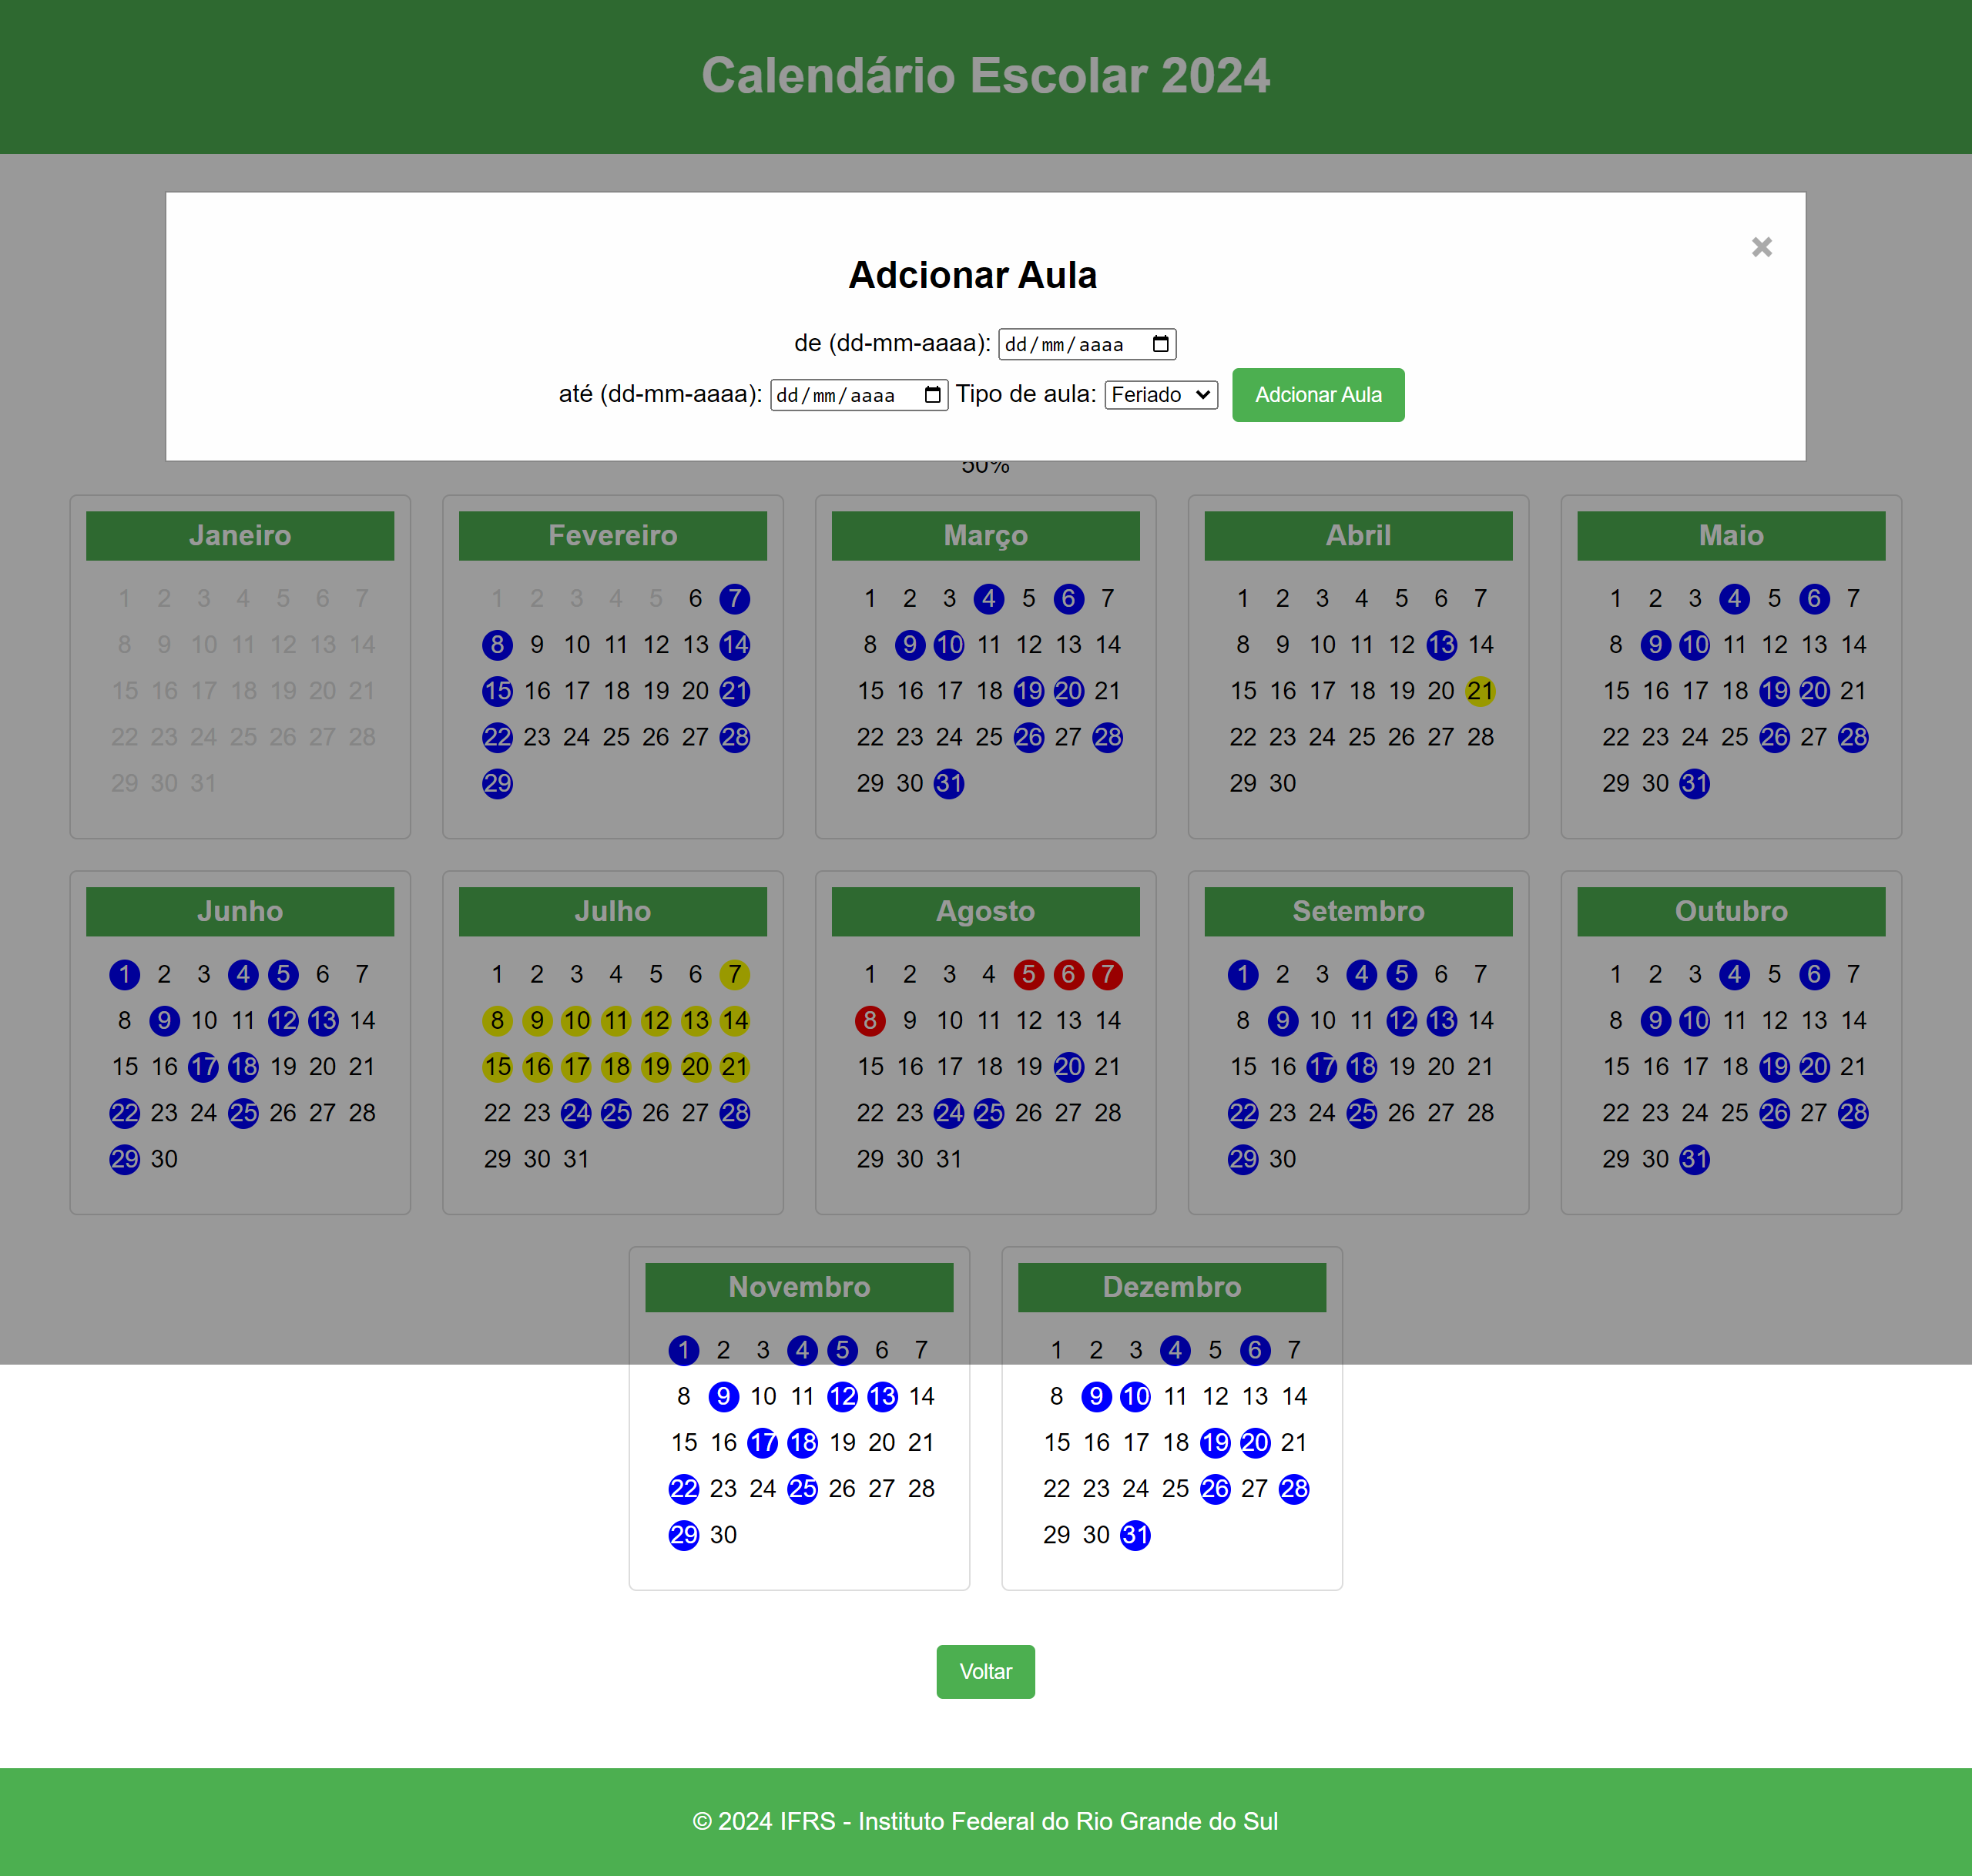 Calendário Escolar 2024
×
Adcionar Aula
de (dd-mm-aaaa): dd/mm/aaaa
até (dd-mm-aaaa): dd/mm/aaaa Tipo de aula: Feriado Adcionar Aula
50%
Janeiro
1 2 3 4 5 6 7
8 9 10 11 12 13 14
15 16 17 18 19 20 21
22 23 24 25 26 27 28
29 30 31
Fevereiro
1 2 3 4 5 6 7
8 9 10 11 12 13 14
15 16 17 18 19 20 21
22 23 24 25 26 27 28
29
Março
1 2 3 4 5 6 7
8 9 10 11 12 13 14
15 16 17 18 19 20 21
22 23 24 25 26 27 28
29 30 31
Abril
1 2 3 4 5 6 7
8 9 10 11 12 13 14
15 16 17 18 19 20 21
22 23 24 25 26 27 28
29 30
Maio
1 2 3 4 5 6 7
8 9 10 11 12 13 14
15 16 17 18 19 20 21
22 23 24 25 26 27 28
29 30 31
Junho
1 2 3 4 5 6 7
8 9 10 11 12 13 14
15 16 17 18 19 20 21
22 23 24 25 26 27 28
29 30
Julho
1 2 3 4 5 6 7
8 9 10 11 12 13 14
15 16 17 18 19 20 21
22 23 24 25 26 27 28
29 30 31
Agosto
1 2 3 4 5 6 7
8 9 10 11 12 13 14
15 16 17 18 19 20 21
22 23 24 25 26 27 28
29 30 31
Setembro
1 2 3 4 5 6 7
8 9 10 11 12 13 14
15 16 17 18 19 20 21
22 23 24 25 26 27 28
29 30
Outubro
1 2 3 4 5 6 7
8 9 10 11 12 13 14
15 16 17 18 19 20 21
22 23 24 25 26 27 28
29 30 31
Novembro
1 2 3 4 5 6 7
8 9 10 11 12 13 14
15 16 17 18 19 20 21
22 23 24 25 26 27 28
29 30
Dezembro
1 2 3 4 5 6 7
8 9 10 11 12 13 14
15 16 17 18 19 20 21
22 23 24 25 26 27 28
29 30 31
Voltar
© 2024 IFRS - Instituto Federal do Rio Grande do Sul